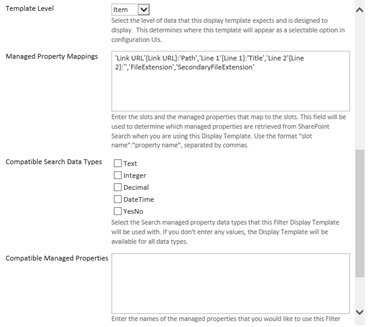 Template Level
Item
Select the level of data that this display template expects and is designed to
display. This determines where this template will appear as a selectable option in
configuration UIs.
Managed Property Mappings
'Link URL'{Link URL}:'Path','Line 1'{Line 1}:'Title','Line 2'{Line
2}:'','FileExtension','SecondaryFileExtension'
Enter the slots and the managed properties that map to the slots. This field will be
used to determine which managed properties are retrieved from SharePoint
Search when you are using this Display Template. Use the format "slot
name":"property name", separated by commas.
Compatible Search Data Types
Text
Integer
Decimal
DateTime
YesNo
Select the Search managed property data types that this Filter Display Template
will be used with. If you don't enter any values, the Display Template will be
available for all data types.
Compatible Managed Properties
Enter the names of the managed properties that you would like to use this Filter